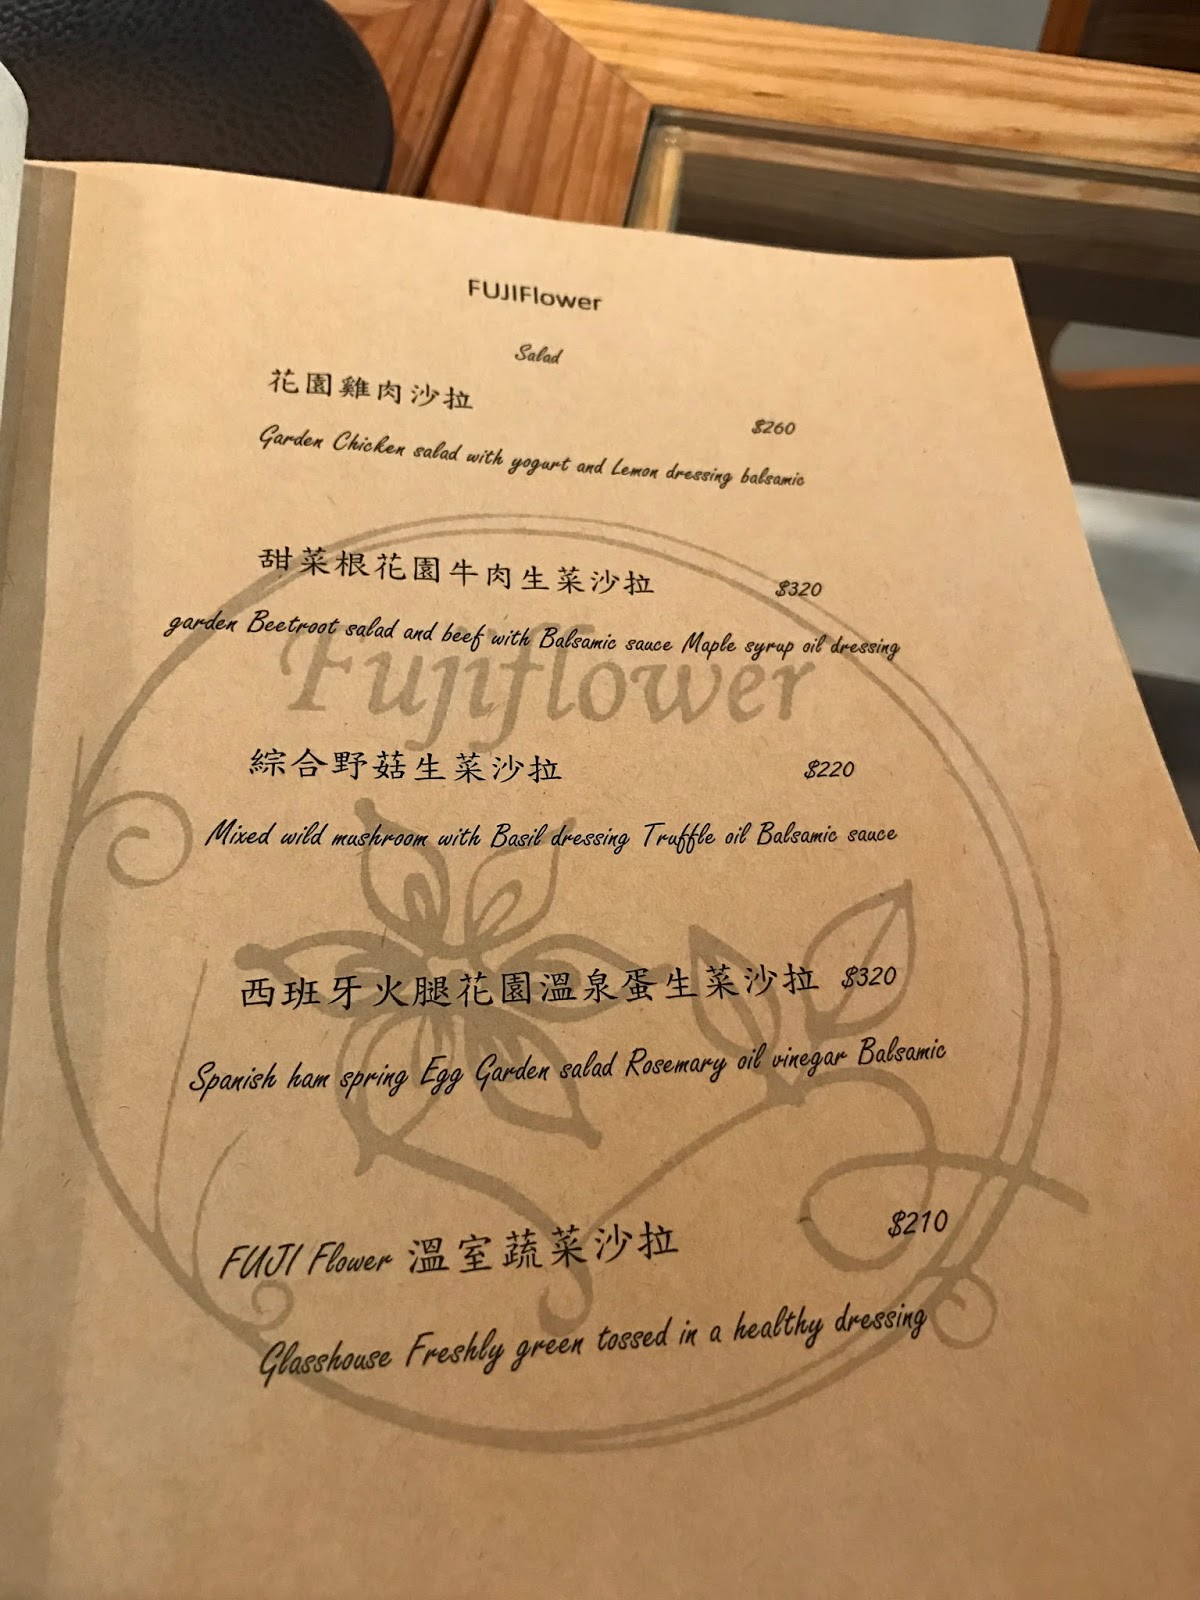 FUJIFlower
Salad
花園雞肉沙拉
$260
Garden Chicken salad with yogurt and Lemon dressing balsamic
甜菜根花園牛肉生菜沙拉 $320
garden Beetroot salad and beef with Balsamic sauce Maple syrup oil dressing
Fujiflower
綜合野菇生菜沙拉 $220
Mixed wild mushroom with Basil dressing Truffle oil Balsamic sauce
西班牙火腿花園溫泉蛋生菜沙拉 $320
Spanish ham spring Egg Garden salad Rosemary oil vinegar Balsamic
FUJI Flower 溫室蔬菜沙拉 $210
Glasshouse Freshly green tossed in a healthy dressing